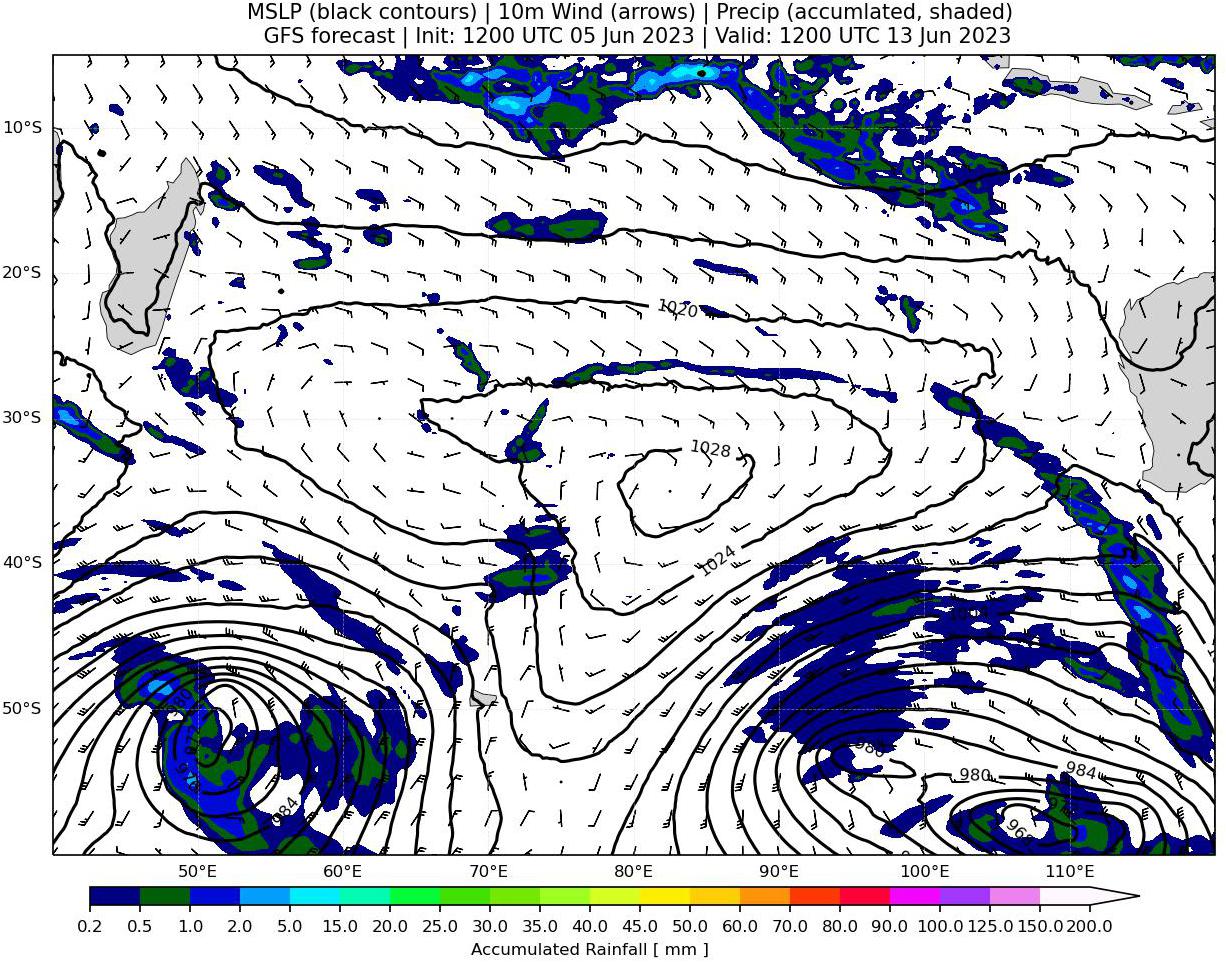 MSLP (black contours) | 10m Wind (arrows) | Precip (accumlated, shaded)
GFS forecast | Init: 1200 UTC 05 Jun 2023 | Valid: 1200 UTC 13 Jun 2023
10°S
20°S
1020
30°S
1028
40°S
1024
50°S
980
980
984
984
968
50°E
60°E
70°E
80°E
90°E
100°E
110°E
0.2
0.5
1.0
2.0
5.0
15.0
20.0
25.0
30.0
35.0
40.0
45.0
50.0
60.0
70.0
80.0
90.0
100.0
125.0
150.0
200.0
Accumulated Rainfall [ mm ]